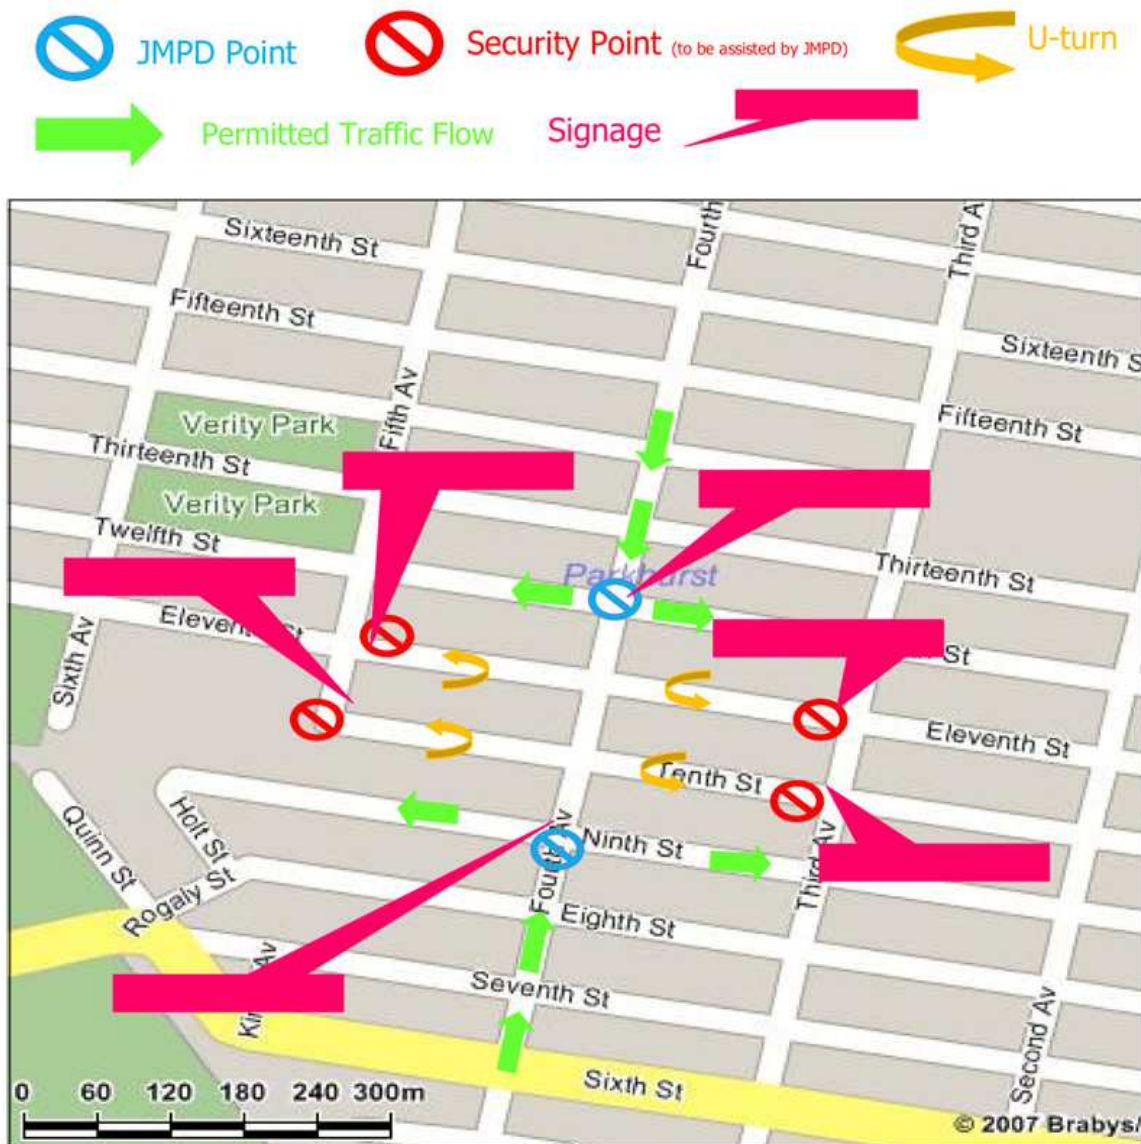 JMPD Point
Security Point (to be assisted by JMPD)
U-turn
Permitted Traffic Flow
Signage
Sixteenth St
Fourth
Third A
Fifteenth St
Sixteenth S
Fifth Av
Verity Park
Fifteenth St
Thirteenth St
Verity Park
Twelfth St
Parkhurst
Thirteenth St
Eleventh St
h St
Sixth Av
Eleventh St
Tenth St
Holt St
Quinn St
Ninth St
Fourth Av
Third Av
Rogaly St
Eighth St
Seventh St
Av
Second Av
Sixth St
0 60 120 180 240 300m
© 2007 Brabys